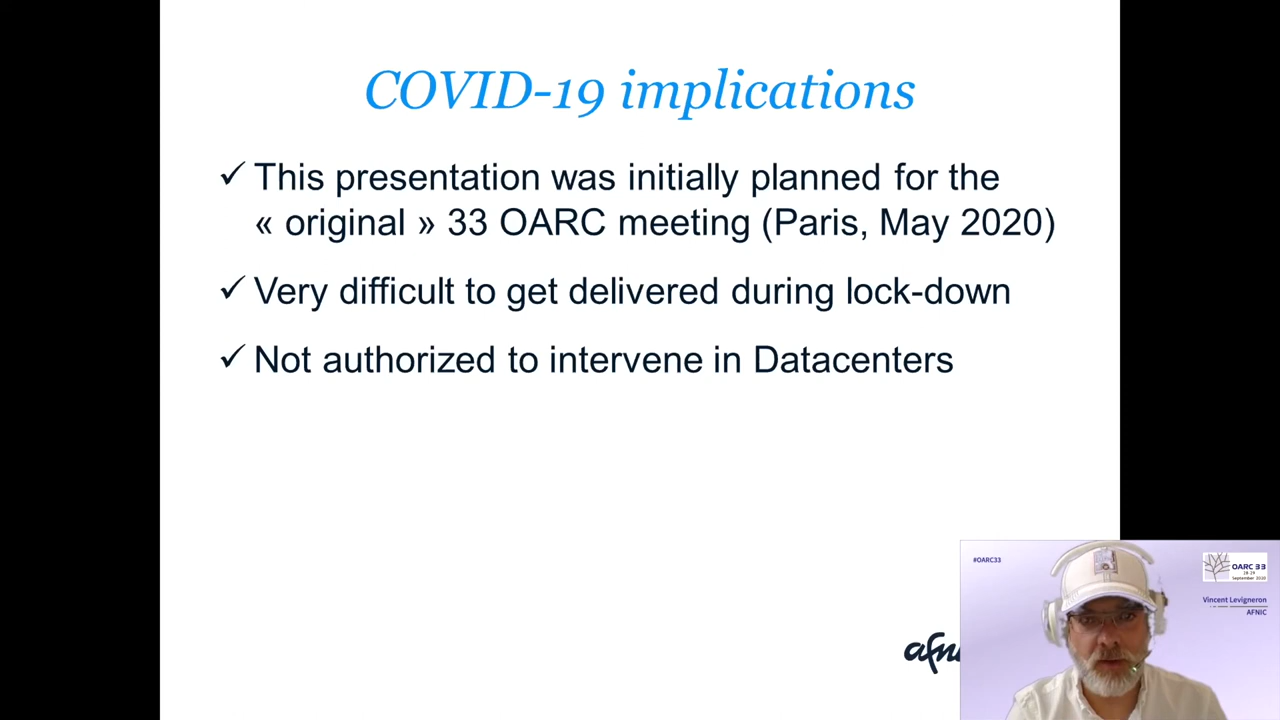 COVID-19 implications
✓ This presentation was initially planned for the
« original » 33 OARC meeting (Paris, May 2020)
✓ Very difficult to get delivered during lock-down
✓ Not authorized to intervene in Datacenters
#OARC33
OARC 33
28-29
September 2020
Vincent Levigneron
AFNIC